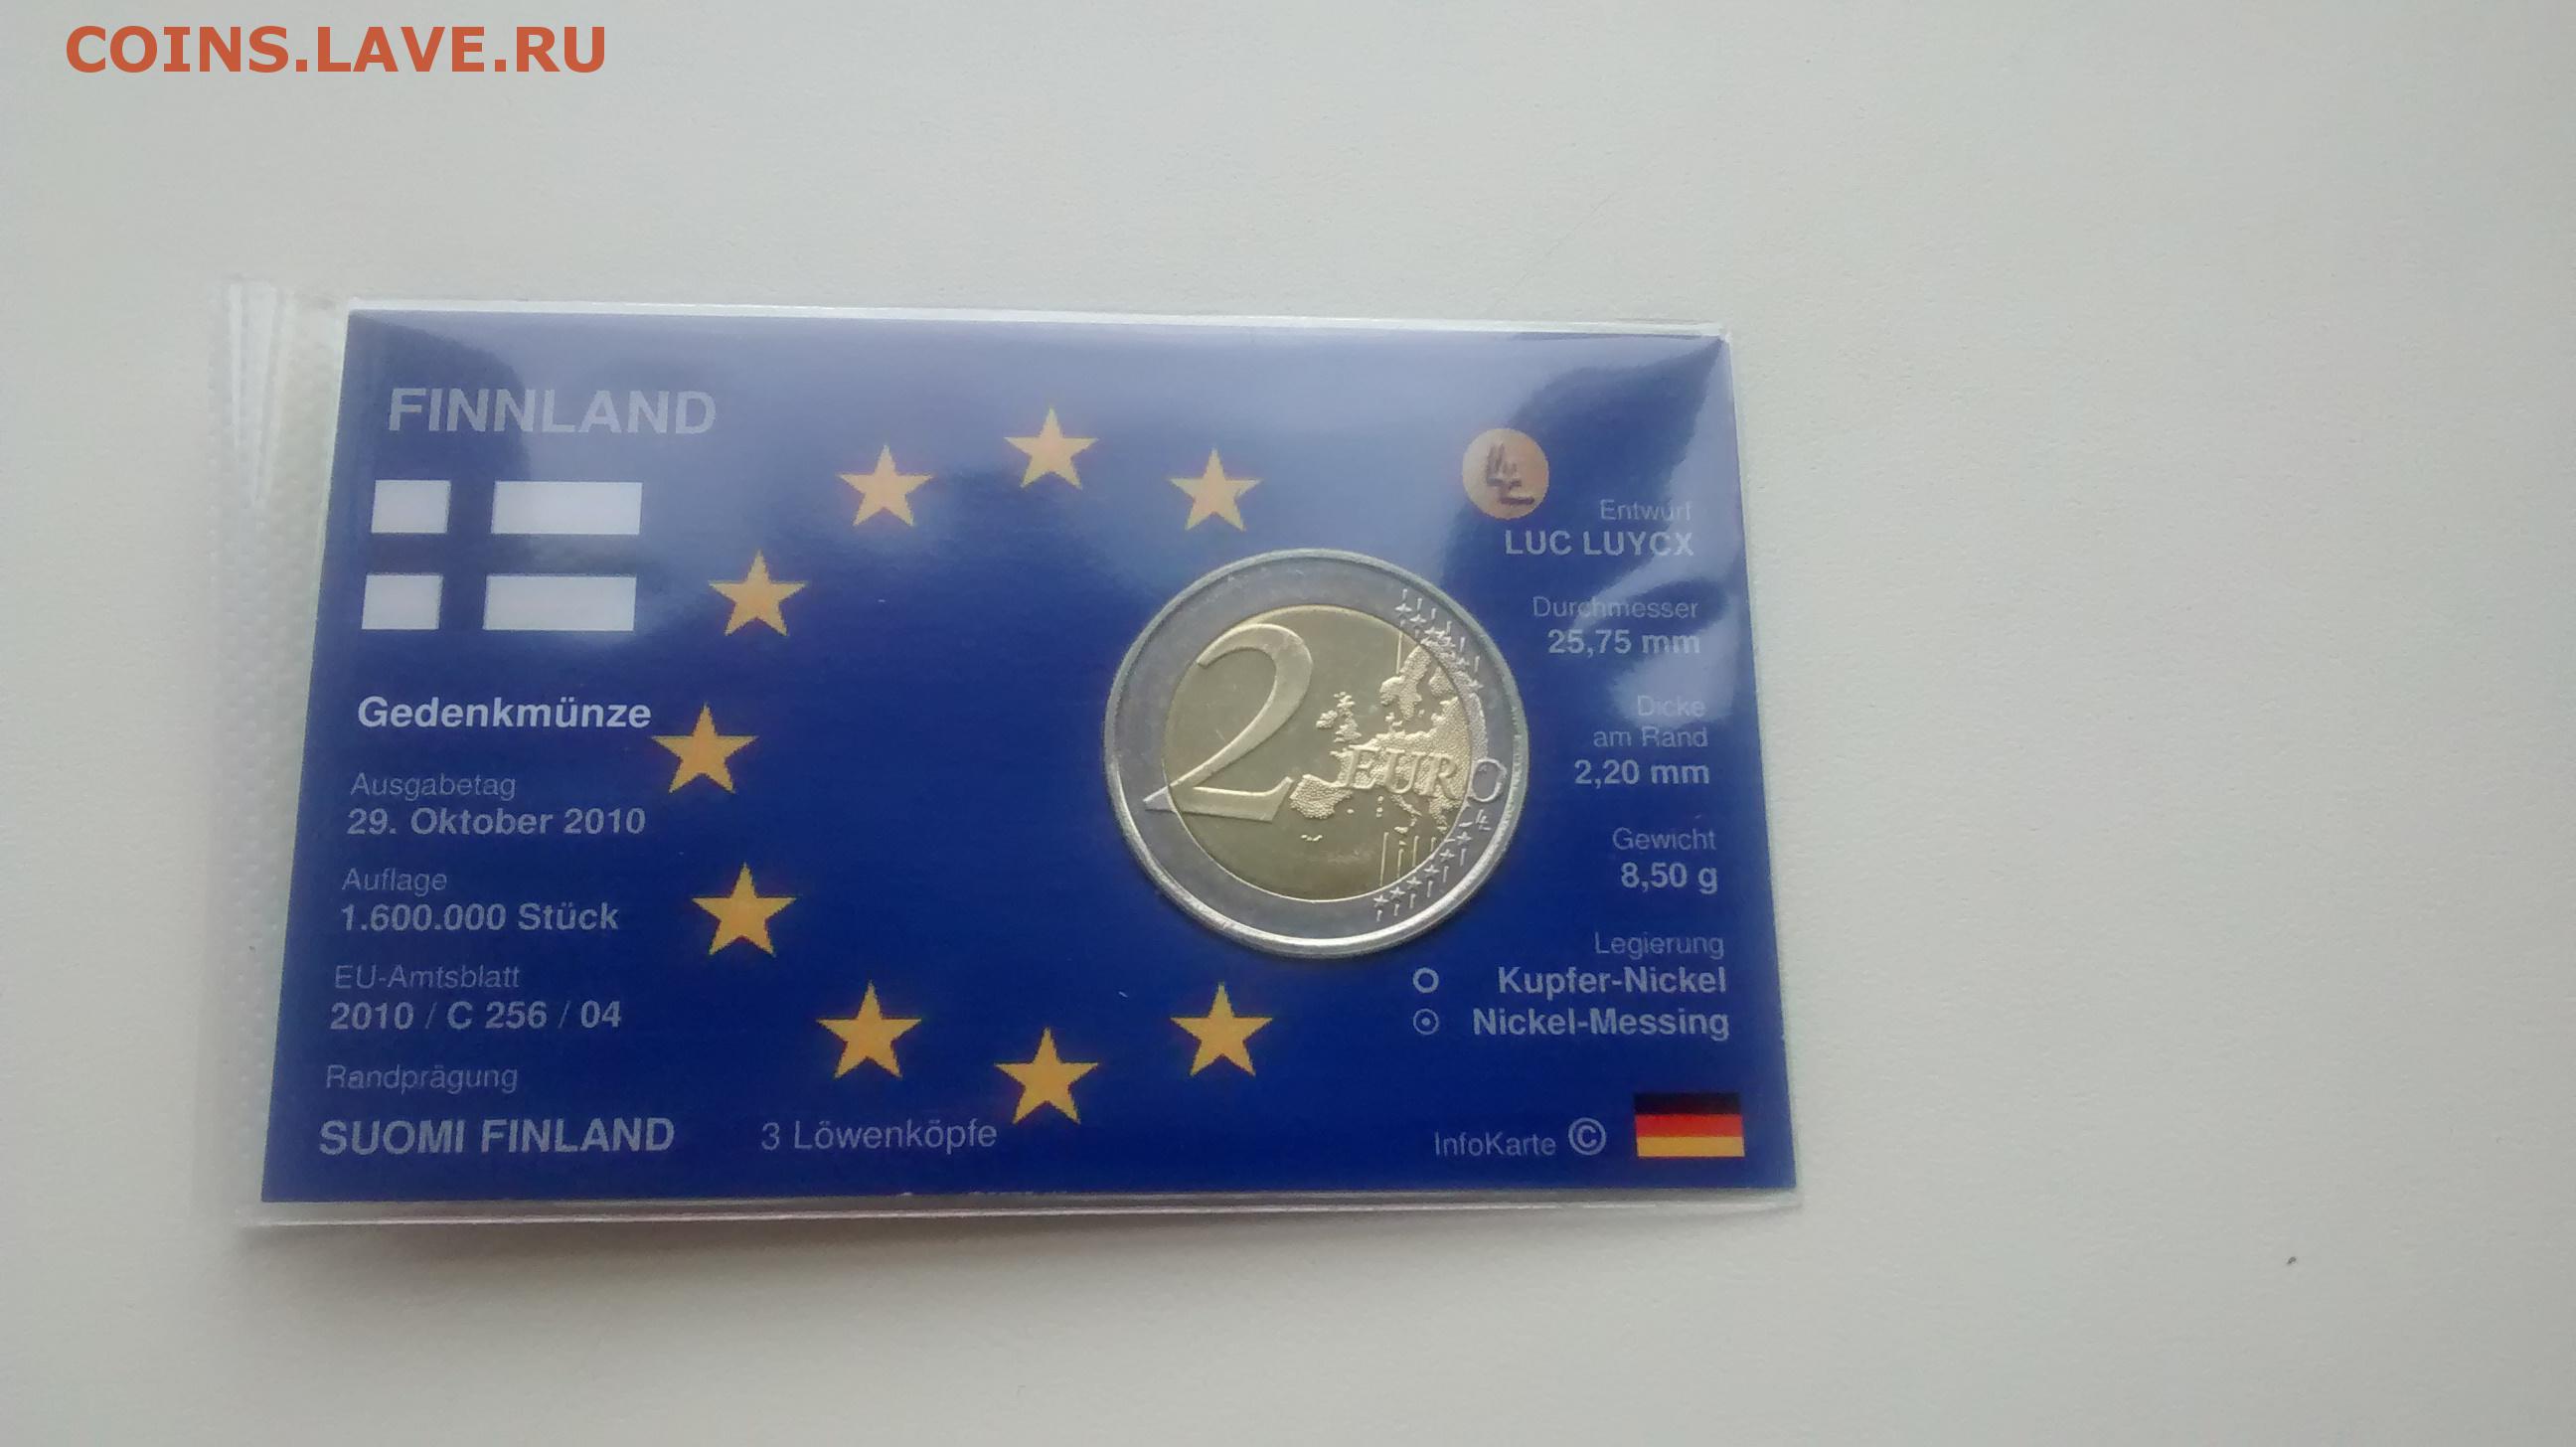 COINS.LAVE.RU
FINNLAND
Gedenkmünze
Ausgabetag
29. Oktober 2010
Auflage
1.600.000 Stück
EU-Amtsblatt
2010 / C 256 / 04
Randprägung
SUOMI FINLAND 3 Löwenköpfe
2 EURO
LL
Entwurf
LUC LUYCX
Durchmesser
25,75 mm
Dicke
am Rand
2,20 mm
Gewicht
8,50 g
Legierung
Kupfer-Nickel
Nickel-Messing
InfoKarte ©